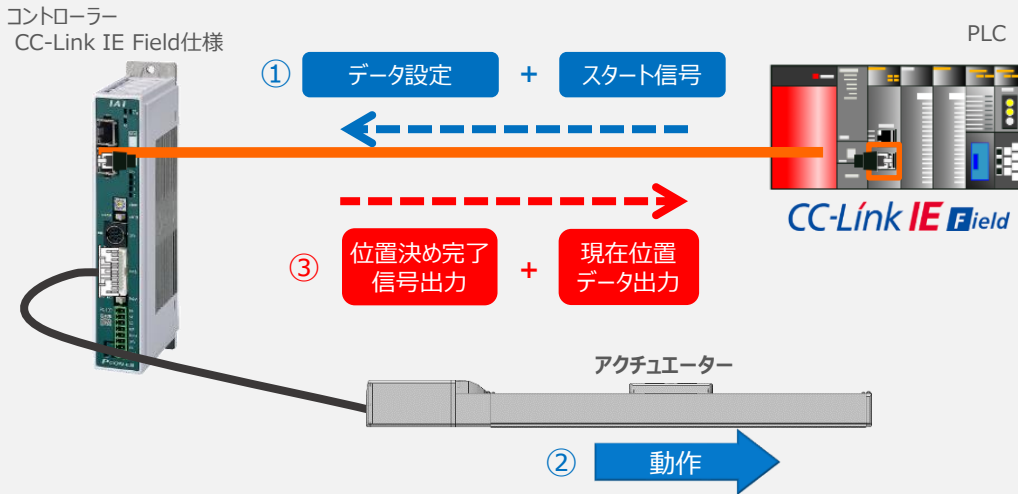 コントローラー
CC-Link IE Field仕様
PLC
① データ設定 + スタート信号
IAI
CC-Link IE Field
③ 位置決め完了
信号出力
+
現在位置
データ出力
アクチュエーター
② 動作